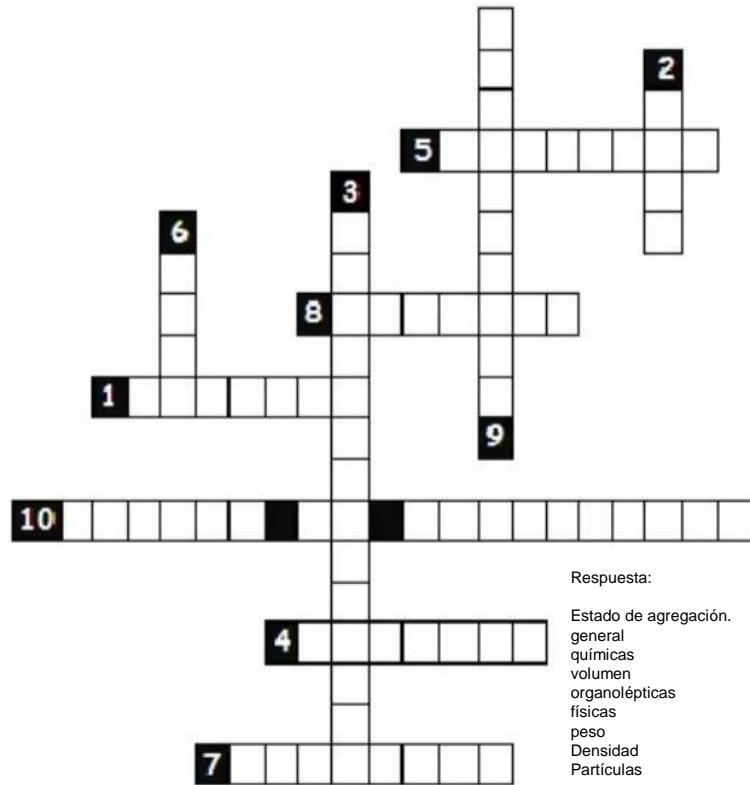 2
5
3
6
8
1
9
10
Respuesta:
Estado de agregación.
general
químicas
4
volumen
organolépticas
físicas
peso
Densidad
7
Partículas